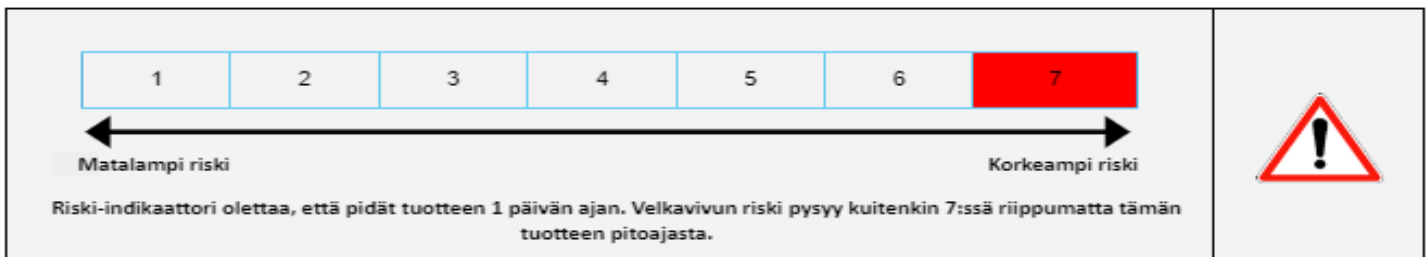 1 2 3 4 5 6 7
Matalampi riski Korkeampi riski
Riski-indikaattori olettaa, että pidät tuotteen 1 päivän ajan. Velkavivun riski pysyy kuitenkin 7:ssä riippumatta tämän
tuotteen pitoajasta.